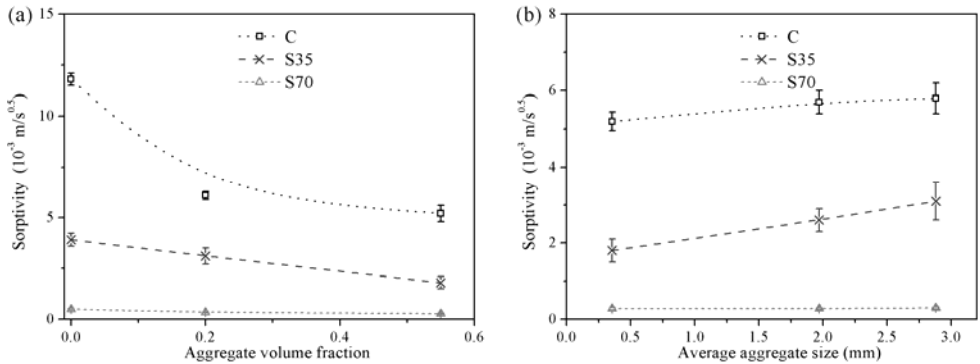 (a)
15
10
5
0
Sorptivity (10⁻³ m/s⁰·⁵)
C
S35
S70
0.0 0.2 0.4 0.6
Aggregate volume fraction
(b)
8
6
4
2
0
Sorptivity (10⁻³ m/s⁰·⁵)
C
S35
S70
0.0 0.5 1.0 1.5 2.0 2.5 3.0
Average aggregate size (mm)